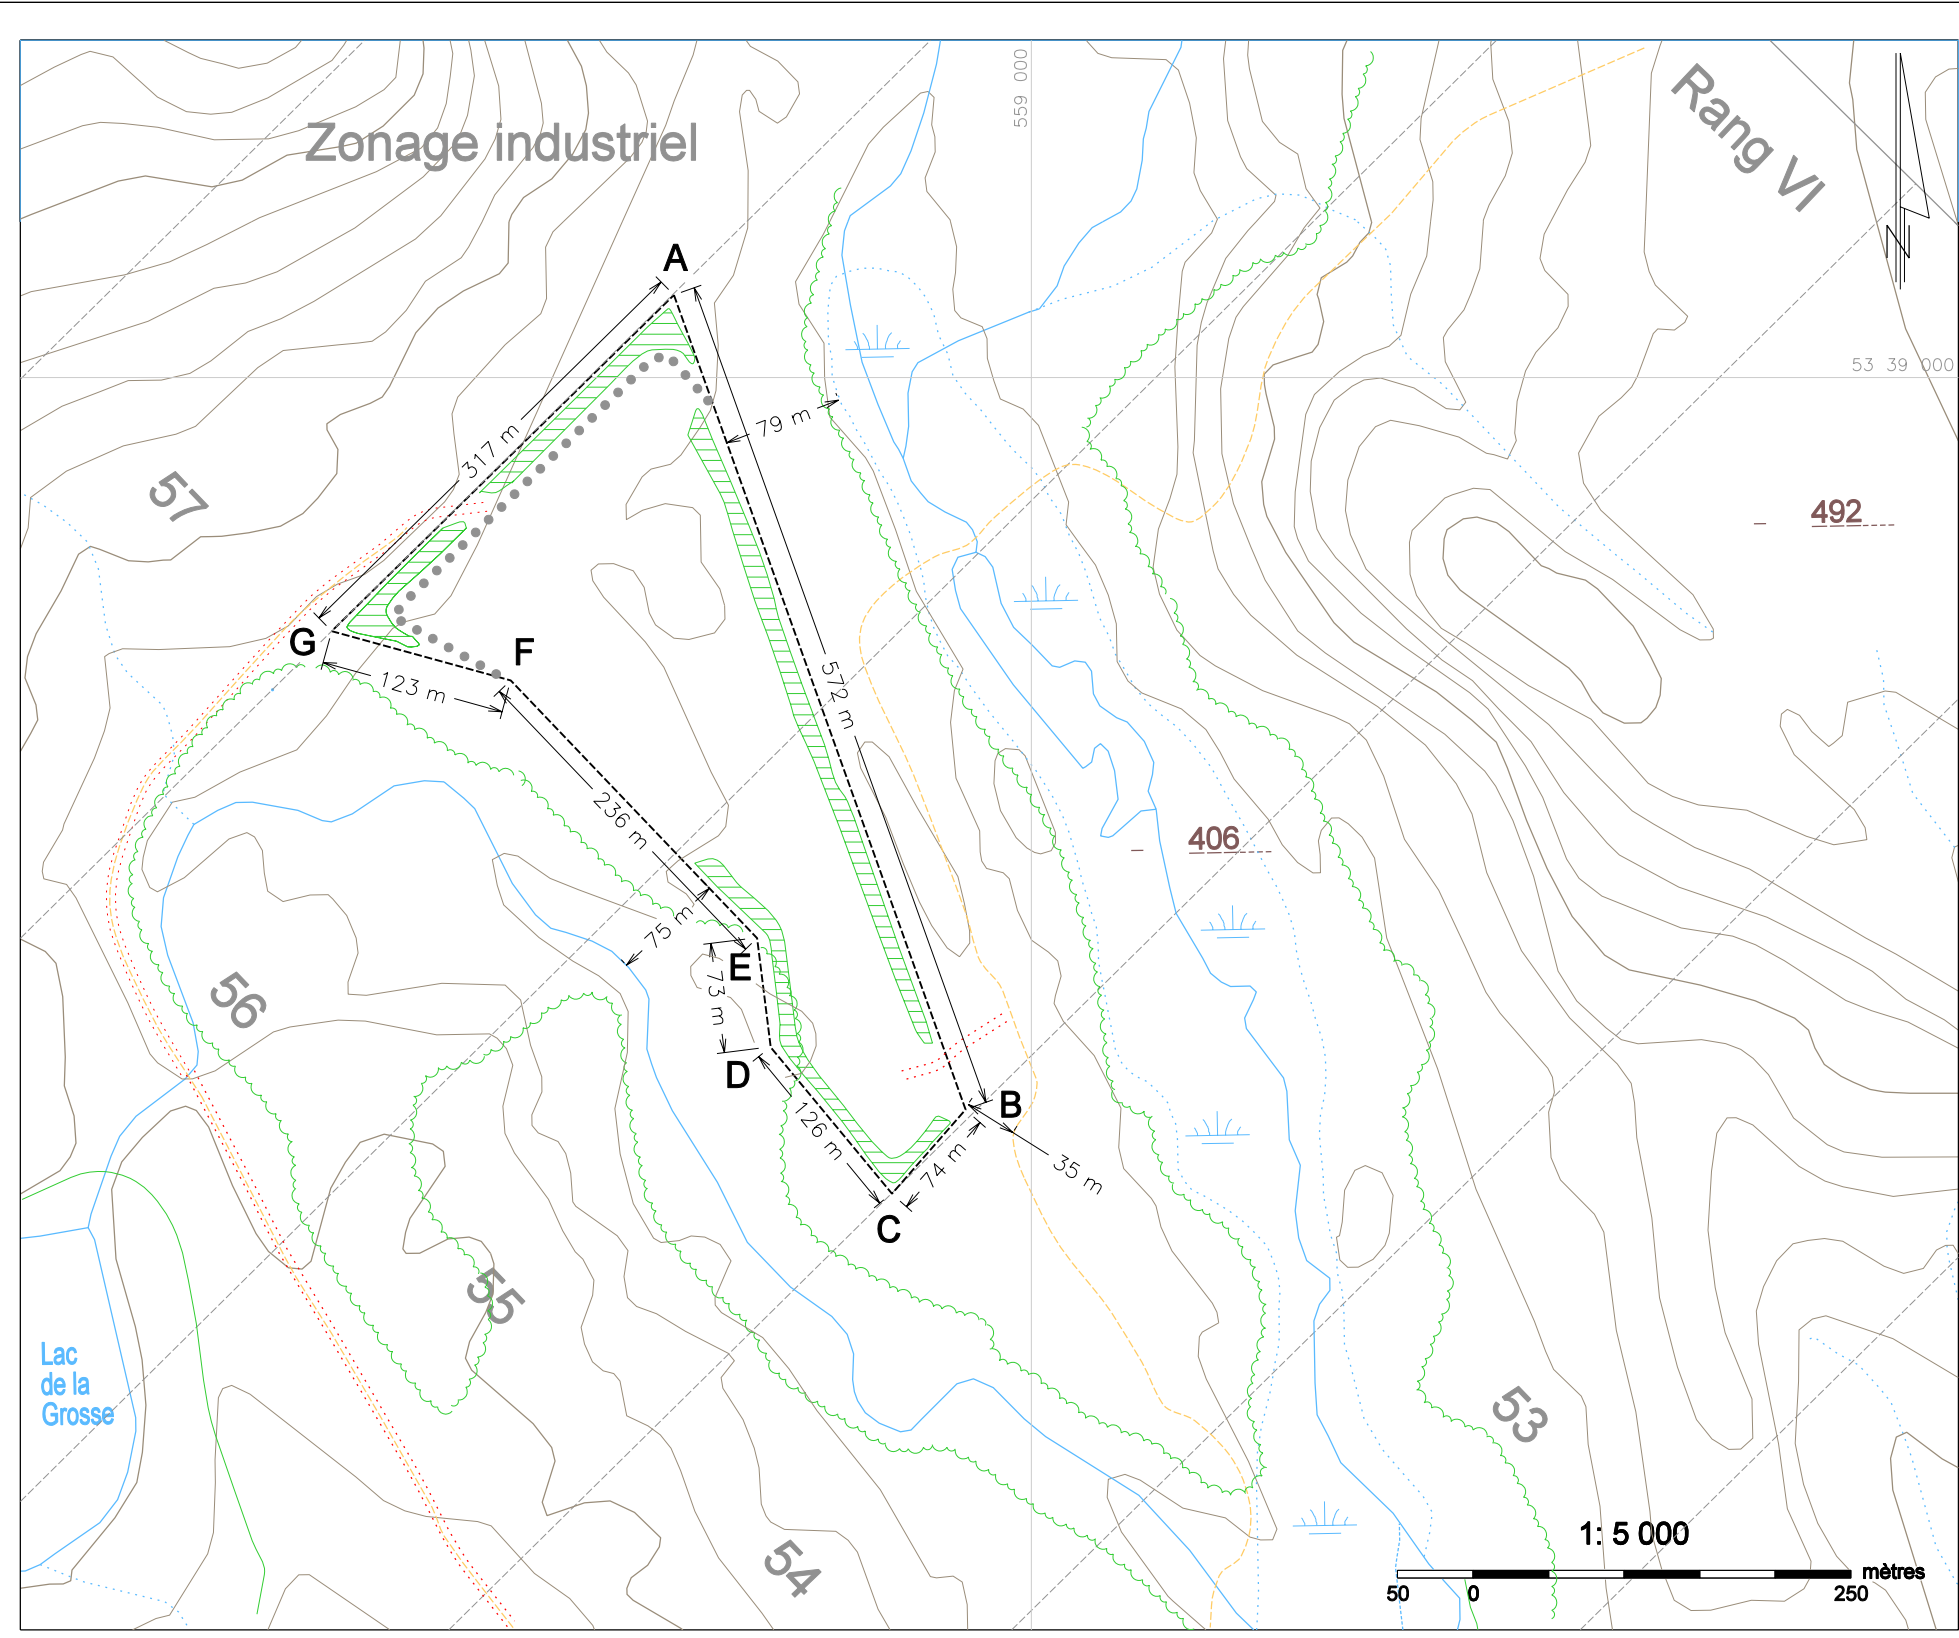 559 000
Rang VI
Zonage industriel
N
A
53 39 000
79 m
317 m
57
492
G
F
123 m
572 m
236 m
406
75 m
E
73 m
56
D
B
126 m
74 m
35 m
C
55
Lac
de la
Grosse
53
54
1: 5 000
mètres
50 0 250